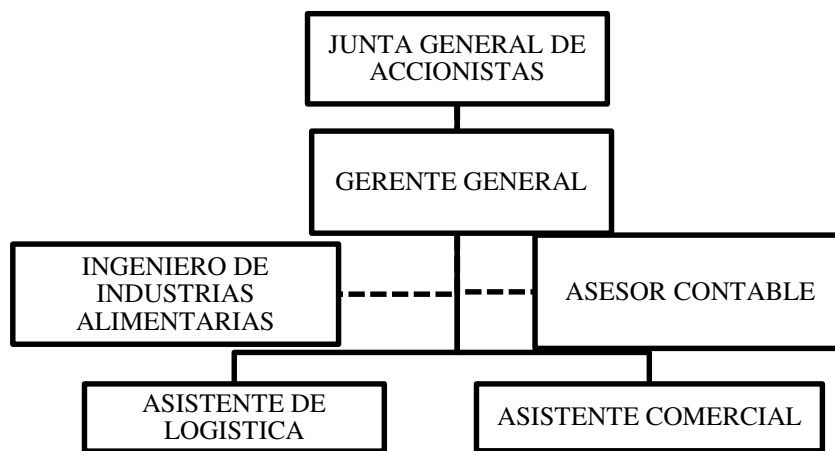 JUNTA GENERAL DE
ACCIONISTAS
GERENTE GENERAL
INGENIERO DE
INDUSTRIAS
ALIMENTARIAS
ASESOR CONTABLE
ASISTENTE DE
LOGISTICA
ASISTENTE COMERCIAL